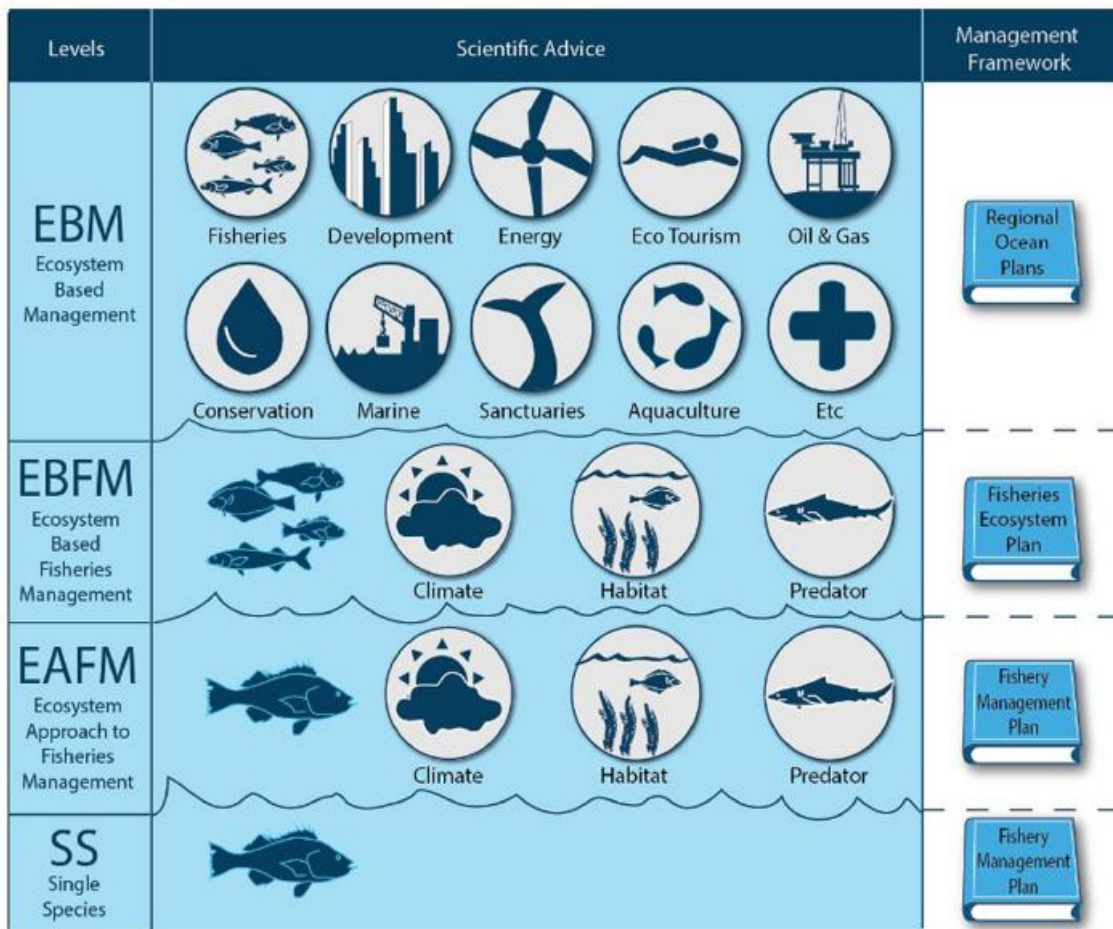 Levels
Scientific Advice
Management
Framework
EBM
Ecosystem
Based
Management
Fisheries
Development
Energy
Eco Tourism
Oil & Gas
Conservation
Marine
Sanctuaries
Aquaculture
Etc
Regional
Ocean
Plans
EBFM
Ecosystem
Based
Fisheries
Management
Climate
Habitat
Predator
Fisheries
Ecosystem
Plan
EAFM
Ecosystem
Approach to
Fisheries
Management
Climate
Habitat
Predator
Fishery
Management
Plan
SS
Single
Species
Fishery
Management
Plan